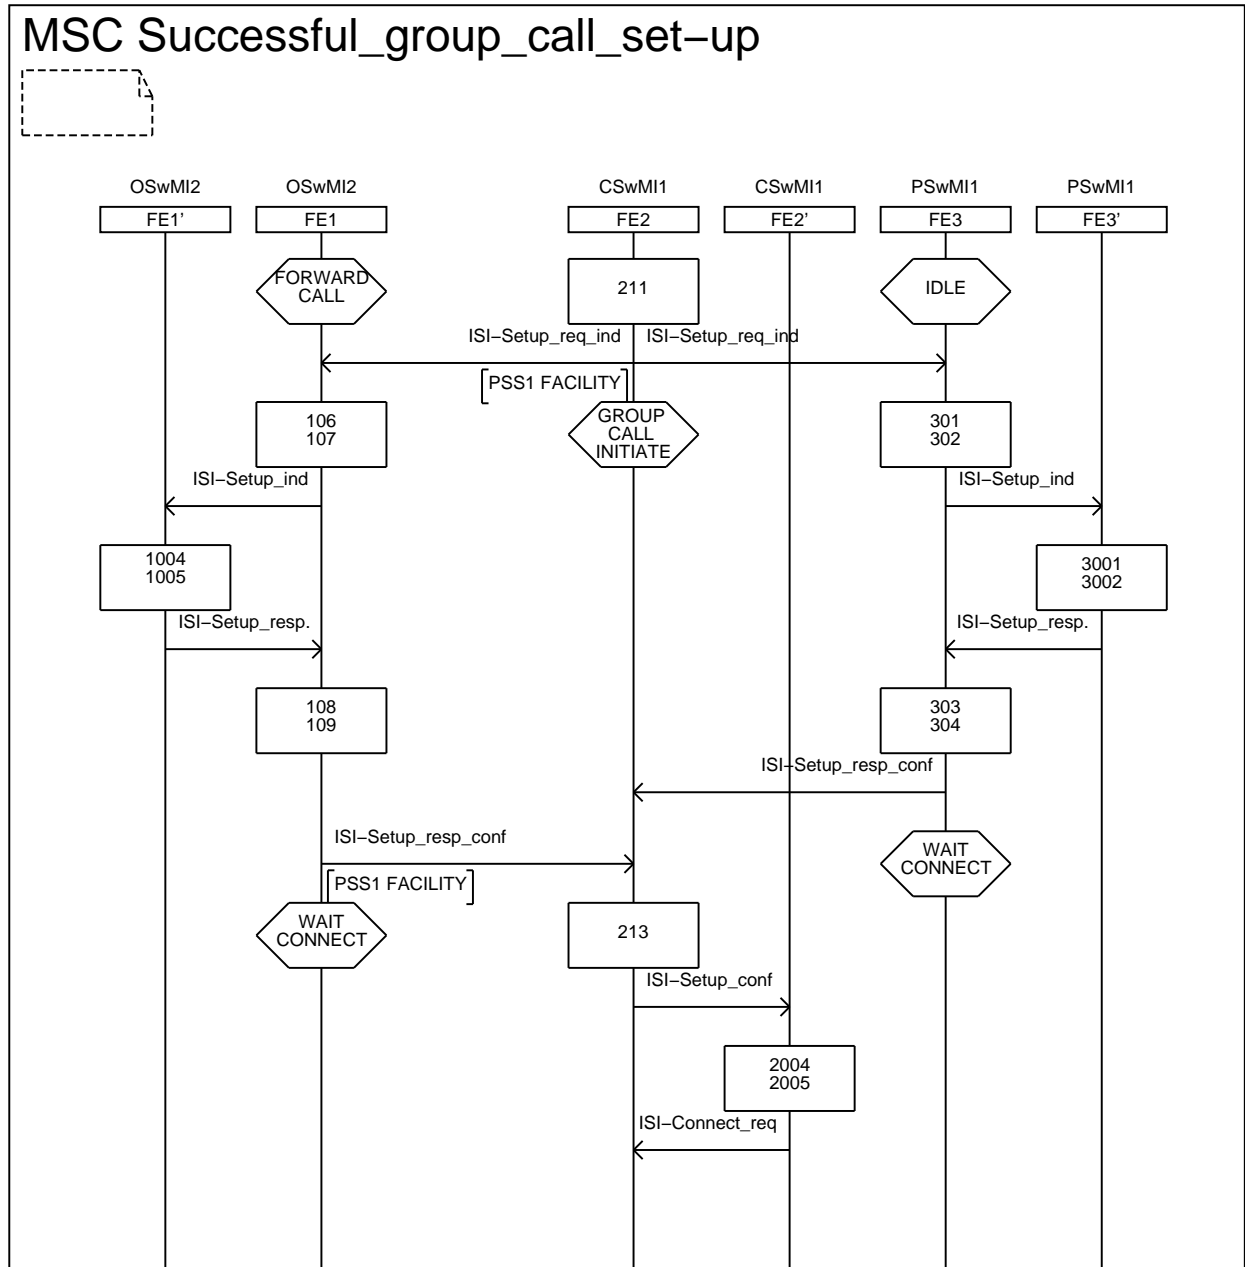 MSC Successful_group_call_set−up
OSwMI2 OSwMI2 CSwMI1 CSwMI1 PSwMI1 PSwMI1
FE1' FE1 FE2 FE2' FE3 FE3'
FORWARD
CALL
211
IDLE
ISI−Setup_req_ind ISI−Setup_req_ind
PSS1 FACILITY
106
107
GROUP
CALL
INITIATE
301
302
ISI−Setup_ind ISI−Setup_ind
1004
1005
3001
3002
ISI−Setup_resp. ISI−Setup_resp.
108
109
303
304
ISI−Setup_resp_conf
ISI−Setup_resp_conf
WAIT
CONNECT
PSS1 FACILITY
WAIT
CONNECT
213
ISI−Setup_conf
2004
2005
ISI−Connect_req